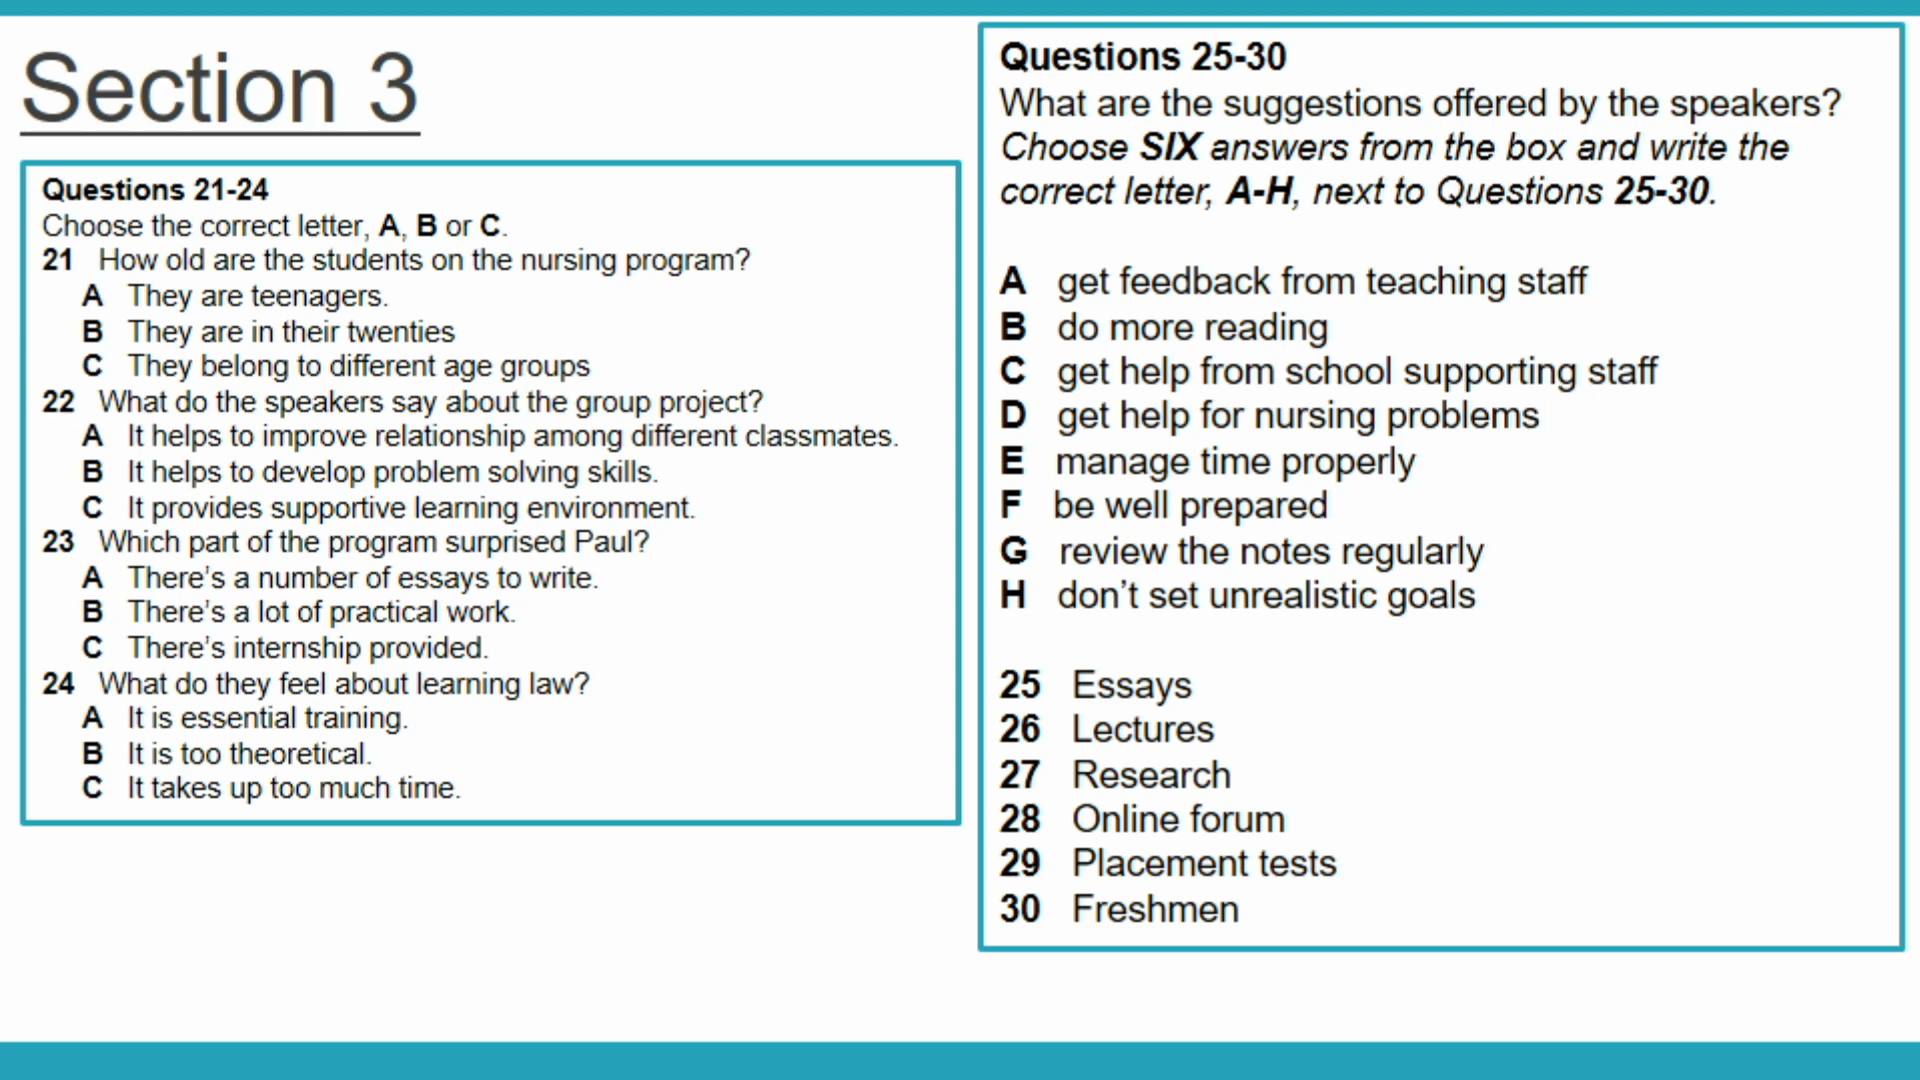 Section 3
Questions 21-24
Choose the correct letter, A, B or C.
21 How old are the students on the nursing program?
A They are teenagers.
B They are in their twenties
C They belong to different age groups
22 What do the speakers say about the group project?
A It helps to improve relationship among different classmates.
B It helps to develop problem solving skills.
C It provides supportive learning environment.
23 Which part of the program surprised Paul?
A There's a number of essays to write.
B There's a lot of practical work.
C There's internship provided.
24 What do they feel about learning law?
A It is essential training.
B It is too theoretical.
C It takes up too much time.
Questions 25-30
What are the suggestions offered by the speakers?
Choose SIX answers from the box and write the
correct letter, A-H, next to Questions 25-30.
A get feedback from teaching staff
B do more reading
C get help from school supporting staff
D get help for nursing problems
E manage time properly
F be well prepared
G review the notes regularly
H don't set unrealistic goals
25 Essays
26 Lectures
27 Research
28 Online forum
29 Placement tests
30 Freshmen